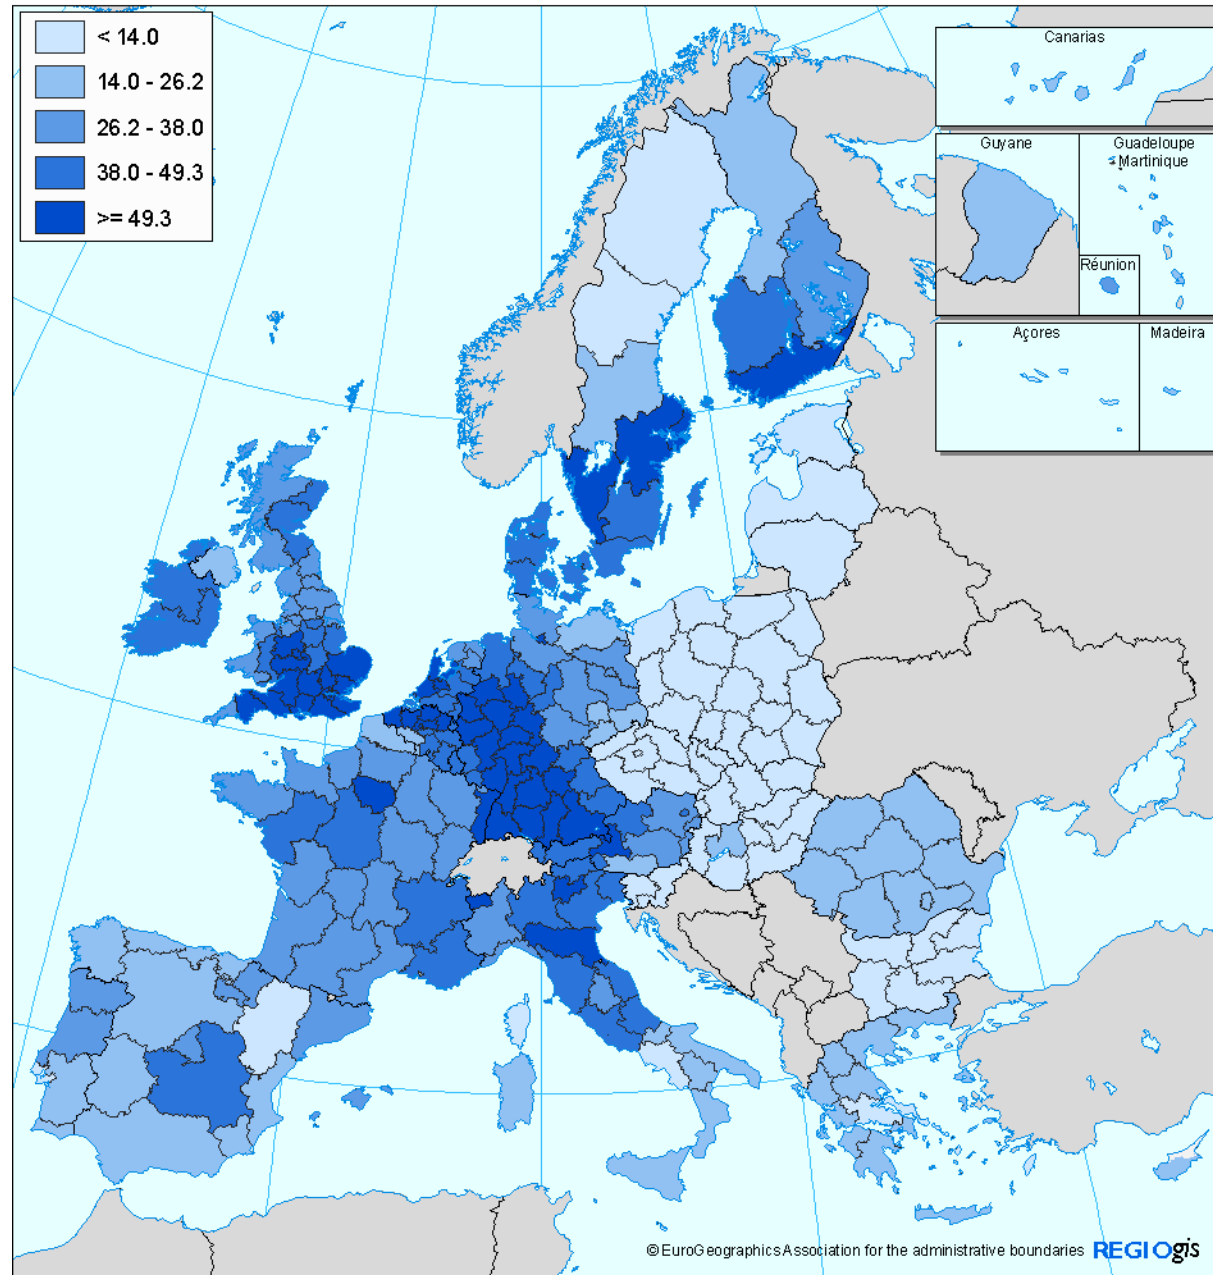 < 14.0
14.0 - 26.2
26.2 - 38.0
38.0 - 49.3
>= 49.3
Canarias
Guyane
Guadeloupe
Martinique
Réunion
Açores
Madeira
© EuroGeographics Association for the administrative boundaries REGIOgis